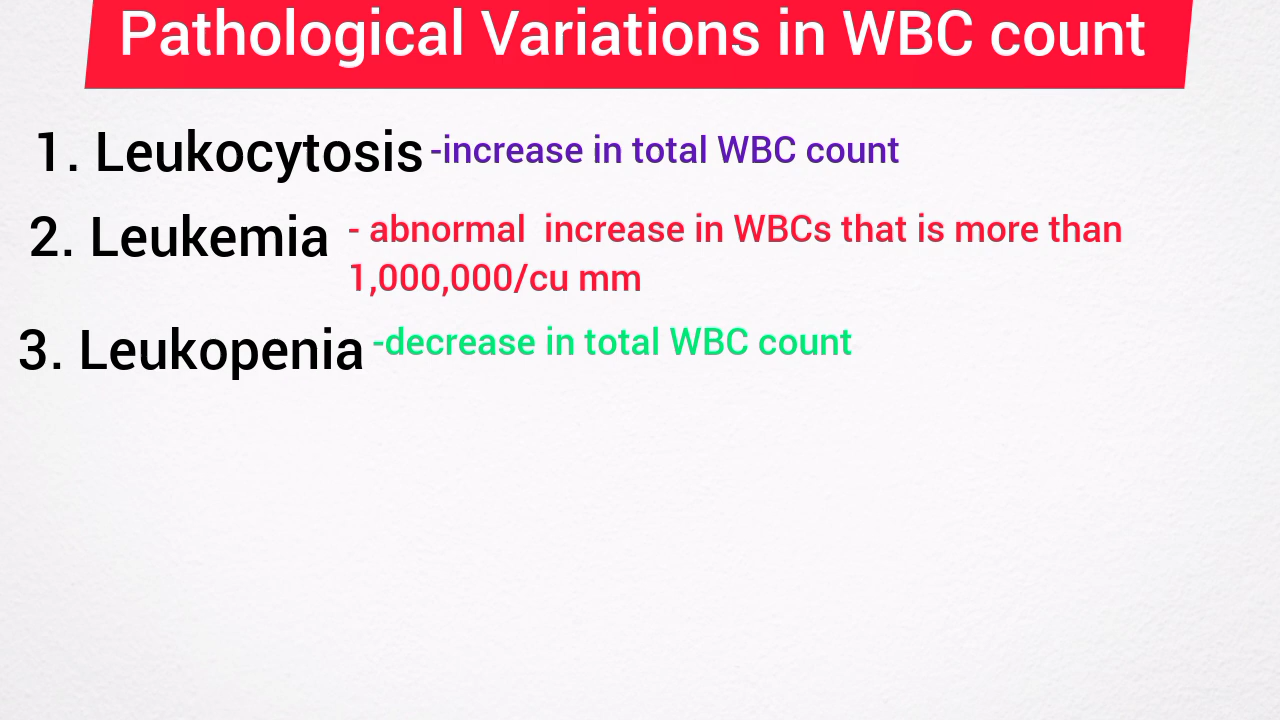 Pathological Variations in WBC count
1. Leukocytosis -increase in total WBC count
2. Leukemia - abnormal increase in WBCs that is more than
1,000,000/cu mm
3. Leukopenia -decrease in total WBC count